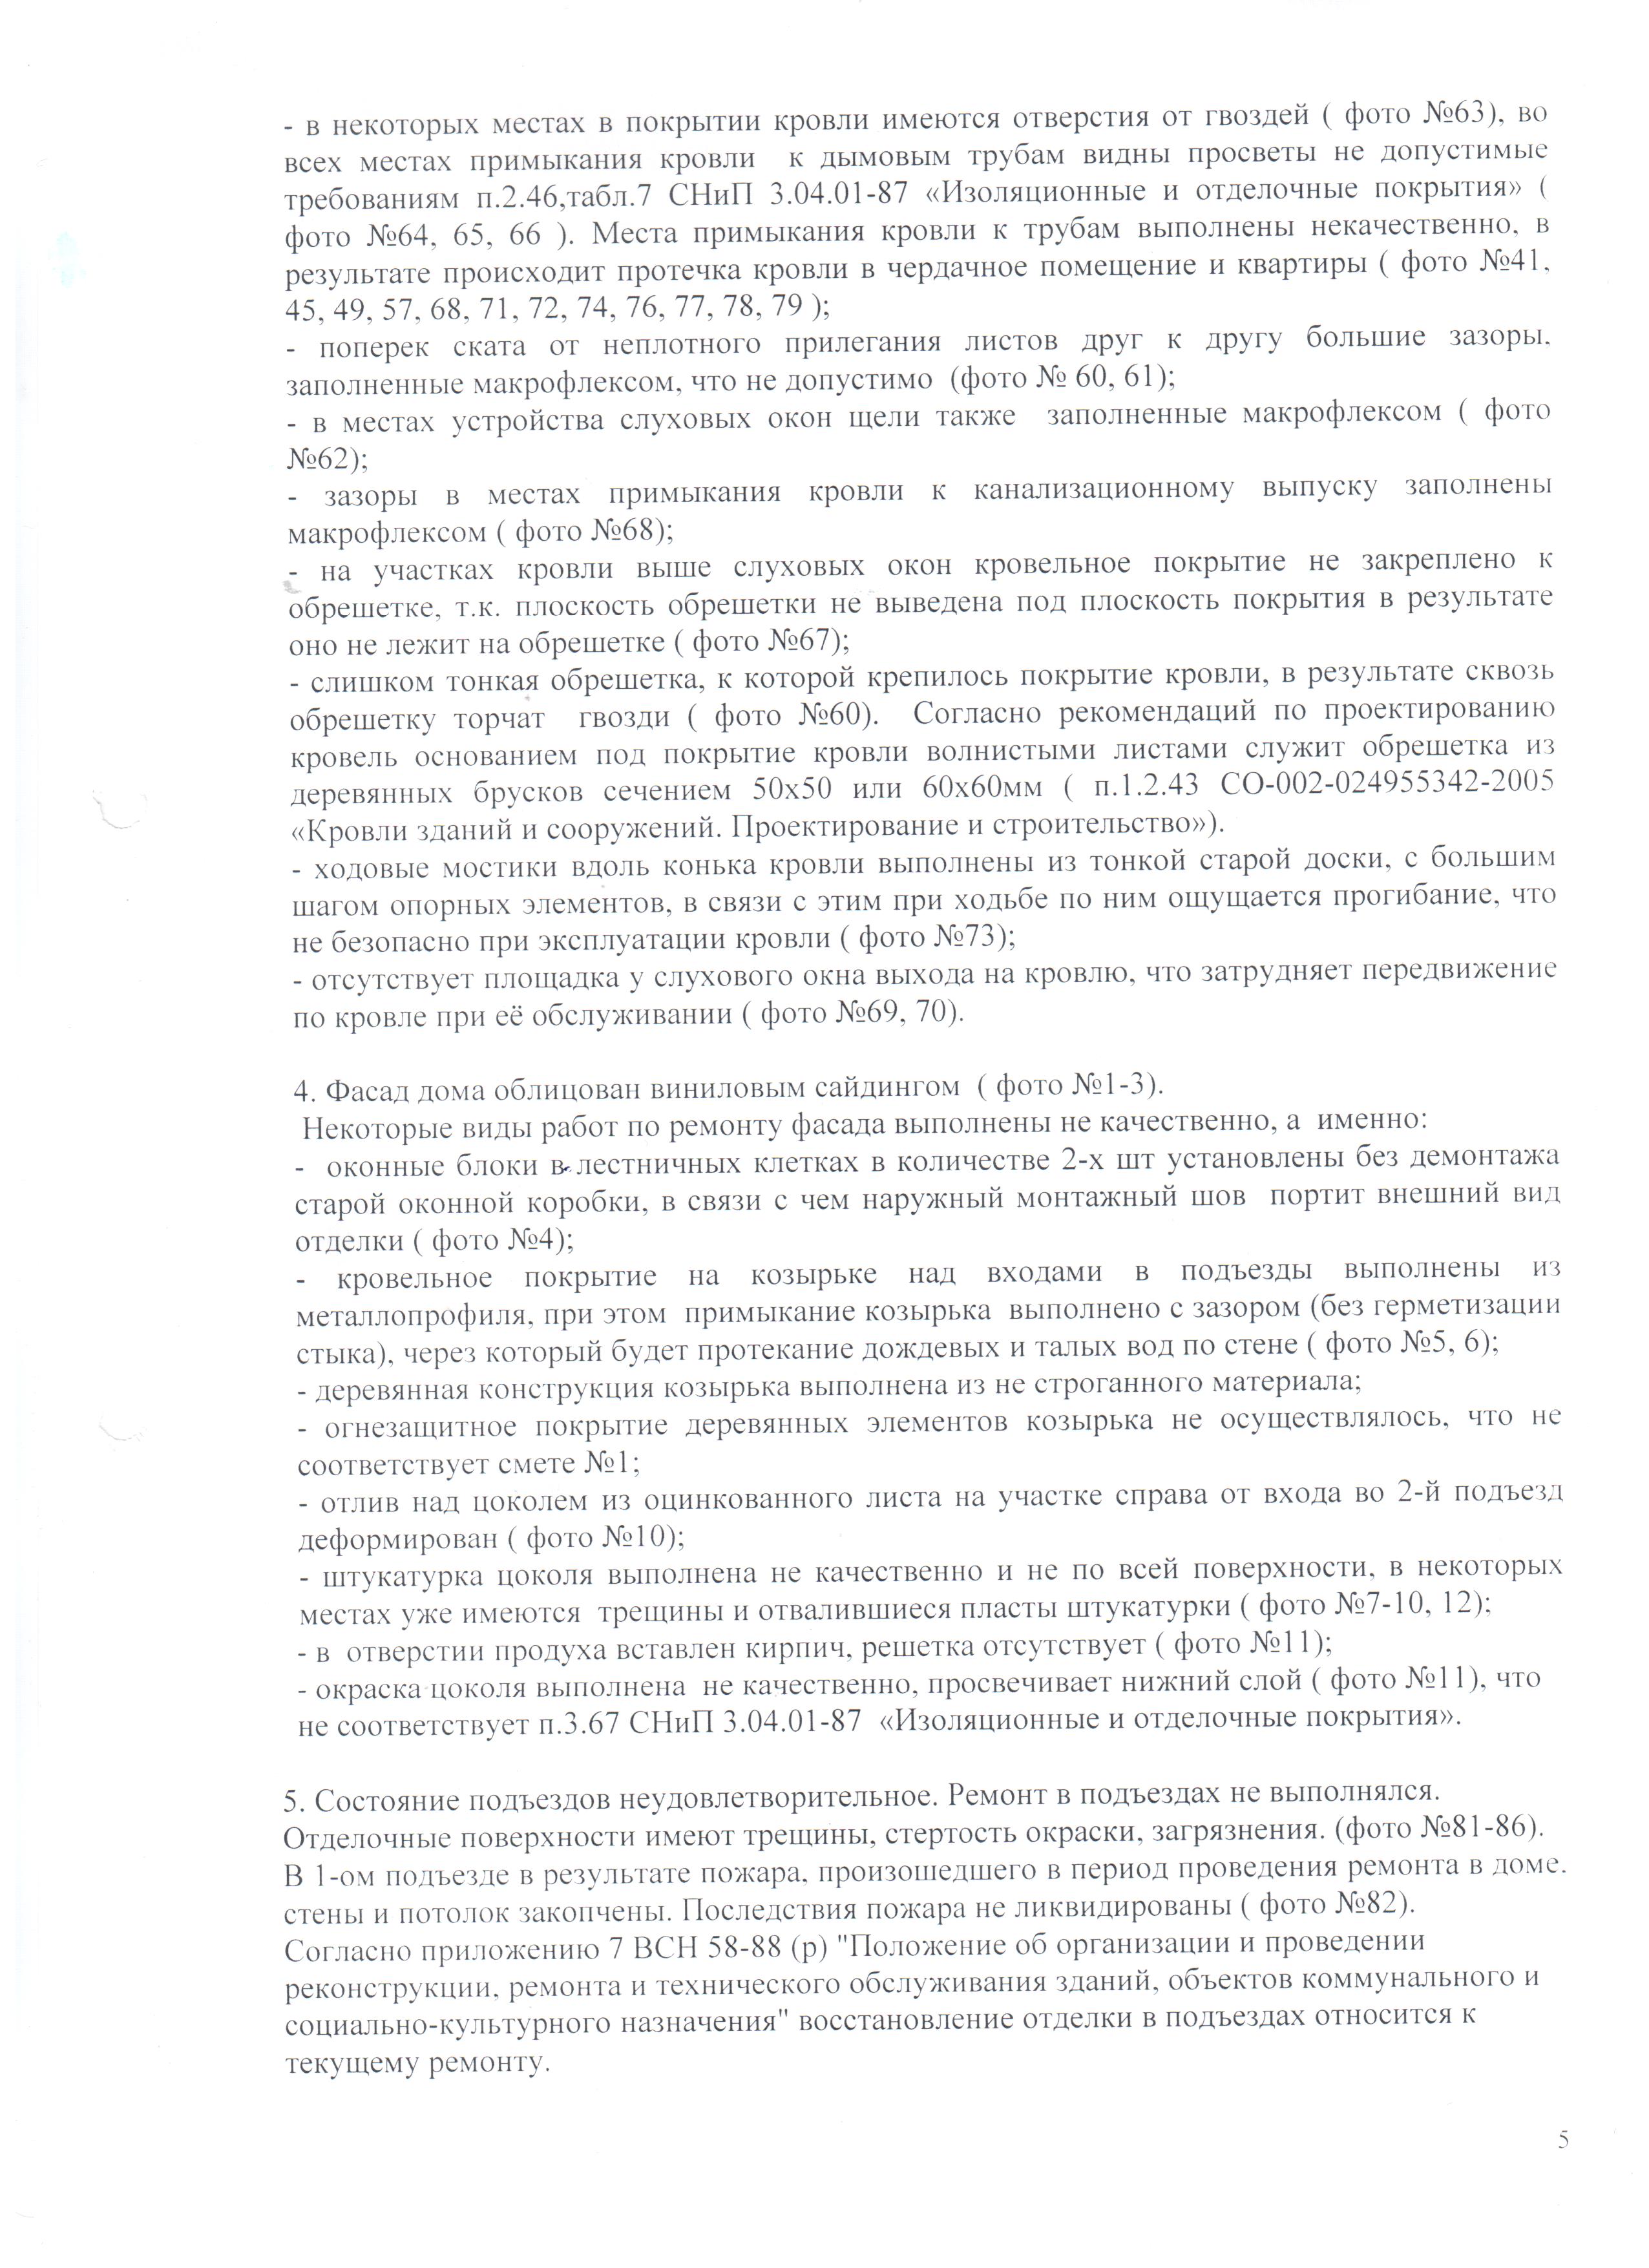 - в некоторых местах в покрытии кровли имеются отверстия от гвоздей ( фото №63), во
всех местах примыкания кровли к дымовым трубам видны просветы не допустимые
требованиям п.2.46,табл.7 СНиП 3.04.01-87 «Изоляционные и отделочные покрытия» (
фото №64, 65, 66 ). Места примыкания кровли к трубам выполнены некачественно, в
результате происходит протечка кровли в чердачное помещение и квартиры ( фото №41,
45, 49, 57, 68, 71, 72, 74, 76, 77, 78, 79 );
- поперек ската от неплотного прилегания листов друг к другу большие зазоры,
заполненные макрофлексом, что не допустимо (фото № 60, 61);
- в местах устройства слуховых окон щели также заполненные макрофлексом ( фото
№62);
- зазоры в местах примыкания кровли к канализационному выпуску заполнены
макрофлексом ( фото №68);
- на участках кровли выше слуховых окон кровельное покрытие не закреплено к
обрешетке, т.к. плоскость обрешетки не выведена под плоскость покрытия в результате
оно не лежит на обрешетке ( фото №67);
- слишком тонкая обрешетка, к которой крепилось покрытие кровли, в результате сквозь
обрешетку торчат гвозди ( фото №60). Согласно рекомендаций по проектированию
кровель основанием под покрытие кровли волнистыми листами служит обрешетка из
деревянных брусков сечением 50х50 или 60х60мм ( п.1.2.43 СО-002-024955342-2005
«Кровли зданий и сооружений. Проектирование и строительство»).
- ходовые мостики вдоль конька кровли выполнены из тонкой старой доски, с большим
шагом опорных элементов, в связи с этим при ходьбе по ним ощущается прогибание, что
не безопасно при эксплуатации кровли ( фото №73);
- отсутствует площадка у слухового окна выхода на кровлю, что затрудняет передвижение
по кровле при её обслуживании ( фото №69, 70).
4. Фасад дома облицован виниловым сайдингом ( фото №1-3).
Некоторые виды работ по ремонту фасада выполнены не качественно, а именно:
- оконные блоки в лестничных клетках в количестве 2-х шт установлены без демонтажа
старой оконной коробки, в связи с чем наружный монтажный шов портит внешний вид
отделки ( фото №4);
- кровельное покрытие на козырьке над входами в подъезды выполнены из
металлопрофиля, при этом примыкание козырька выполнено с зазором (без герметизации
стыка), через который будет протекание дождевых и талых вод по стене ( фото №5, 6);
- деревянная конструкция козырька выполнена из не строганного материала;
- огнезащитное покрытие деревянных элементов козырька не осуществлялось, что не
соответствует смете №1;
- отлив над цоколем из оцинкованного листа на участке справа от входа во 2-й подъезд
деформирован ( фото №10);
- штукатурка цоколя выполнена не качественно и не по всей поверхности, в некоторых
местах уже имеются трещины и отвалившиеся пласты штукатурки ( фото №7-10, 12);
- в отверстии продуха вставлен кирпич, решетка отсутствует ( фото №11);
- окраска цоколя выполнена не качественно, просвечивает нижний слой ( фото №11), что
не соответствует п.3.67 СНиП 3.04.01-87 «Изоляционные и отделочные покрытия».
5. Состояние подъездов неудовлетворительное. Ремонт в подъездах не выполнялся.
Отделочные поверхности имеют трещины, стертость окраски, загрязнения. (фото №81-86).
В 1-ом подъезде в результате пожара, произошедшего в период проведения ремонта в доме,
стены и потолок закопчены. Последствия пожара не ликвидированы ( фото №82).
Согласно приложению 7 ВСН 58-88 (р) "Положение об организации и проведении
реконструкции, ремонта и технического обслуживания зданий, объектов коммунального и
социально-культурного назначения" восстановление отделки в подъездах относится к
текущему ремонту.
5